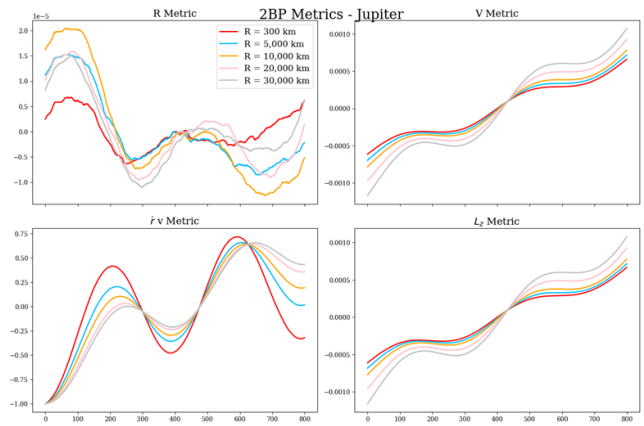 2BP Metrics - Jupiter
R Metric
1e−5
2.0
1.5
1.0
0.5
0.0
−0.5
−1.0
R = 300 km
R = 5,000 km
R = 10,000 km
R = 20,000 km
R = 30,000 km
V Metric
0.0010
0.0005
0.0000
−0.0005
−0.0010
ṙ v Metric
0.75
0.50
0.25
0.00
−0.25
−0.50
−0.75
−1.00
0 100 200 300 400 500 600 700 800
L_z Metric
0.0010
0.0005
0.0000
−0.0005
−0.0010
0 100 200 300 400 500 600 700 800